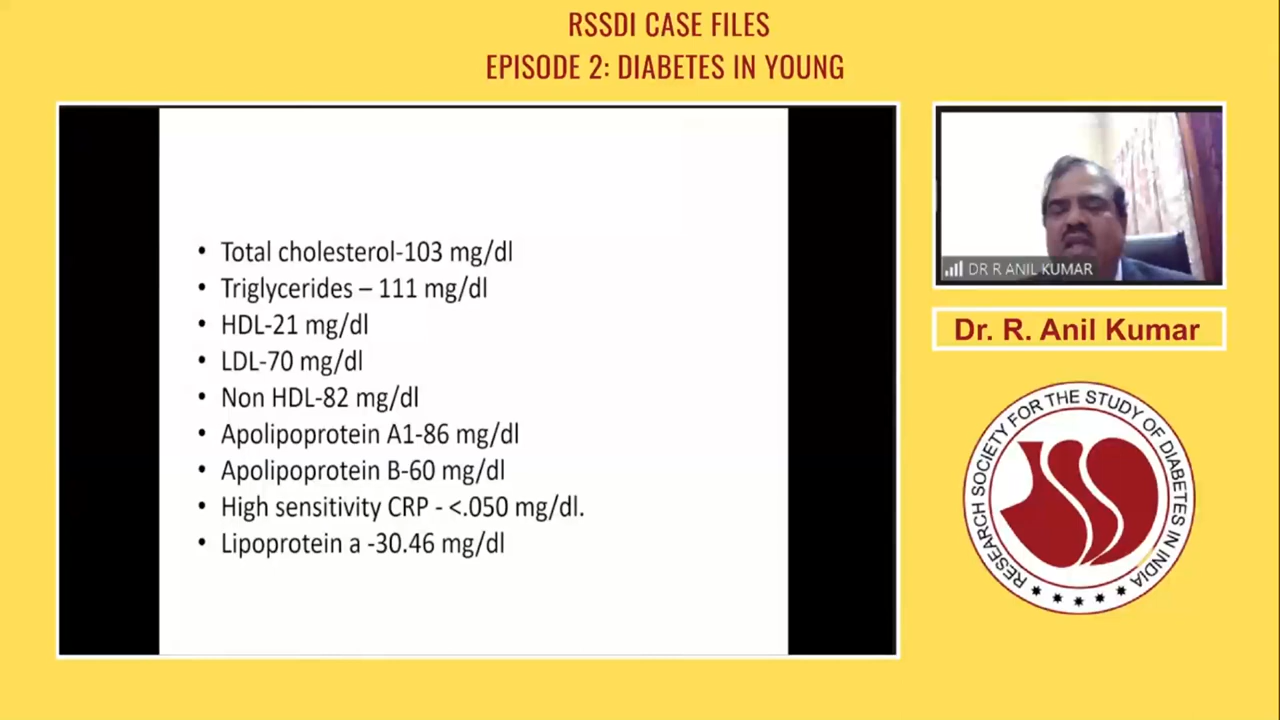 RSSDI CASE FILES
EPISODE 2: DIABETES IN YOUNG
• Total cholesterol-103 mg/dl
• Triglycerides – 111 mg/dl
• HDL-21 mg/dl
• LDL-70 mg/dl
• Non HDL-82 mg/dl
• Apolipoprotein A1-86 mg/dl
• Apolipoprotein B-60 mg/dl
• High sensitivity CRP - <.050 mg/dl.
• Lipoprotein a -30.46 mg/dl
DR R ANIL KUMAR
Dr. R. Anil Kumar
RESEARCH SOCIETY FOR THE STUDY OF DIABETES IN INDIA